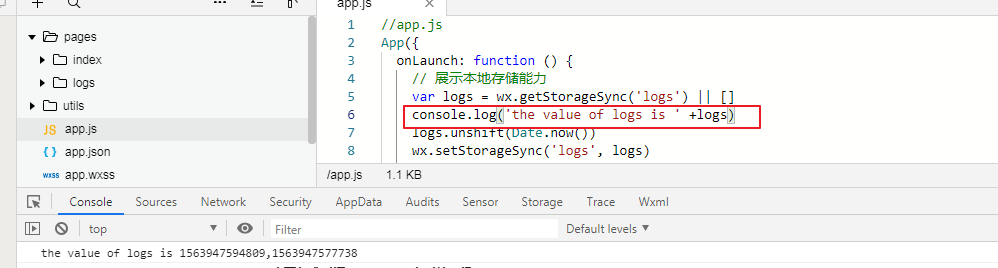 app.js
pages
index
logs
utils
JS app.js
{ } app.json
wxss app.wxss
1 //app.js
2 App({
3 onLaunch: function () {
4 // 展示本地存储能力
5 var logs = wx.getStorageSync('logs') || []
6 console.log('the value of logs is ' +logs)
7 logs.unshift(Date.now())
8 wx.setStorageSync('logs', logs)
/app.js 1.1 KB
Console Sources Network Security AppData Audits Sensor Storage Trace Wxml
top Filter Default levels
the value of logs is 1563947594809,1563947577738